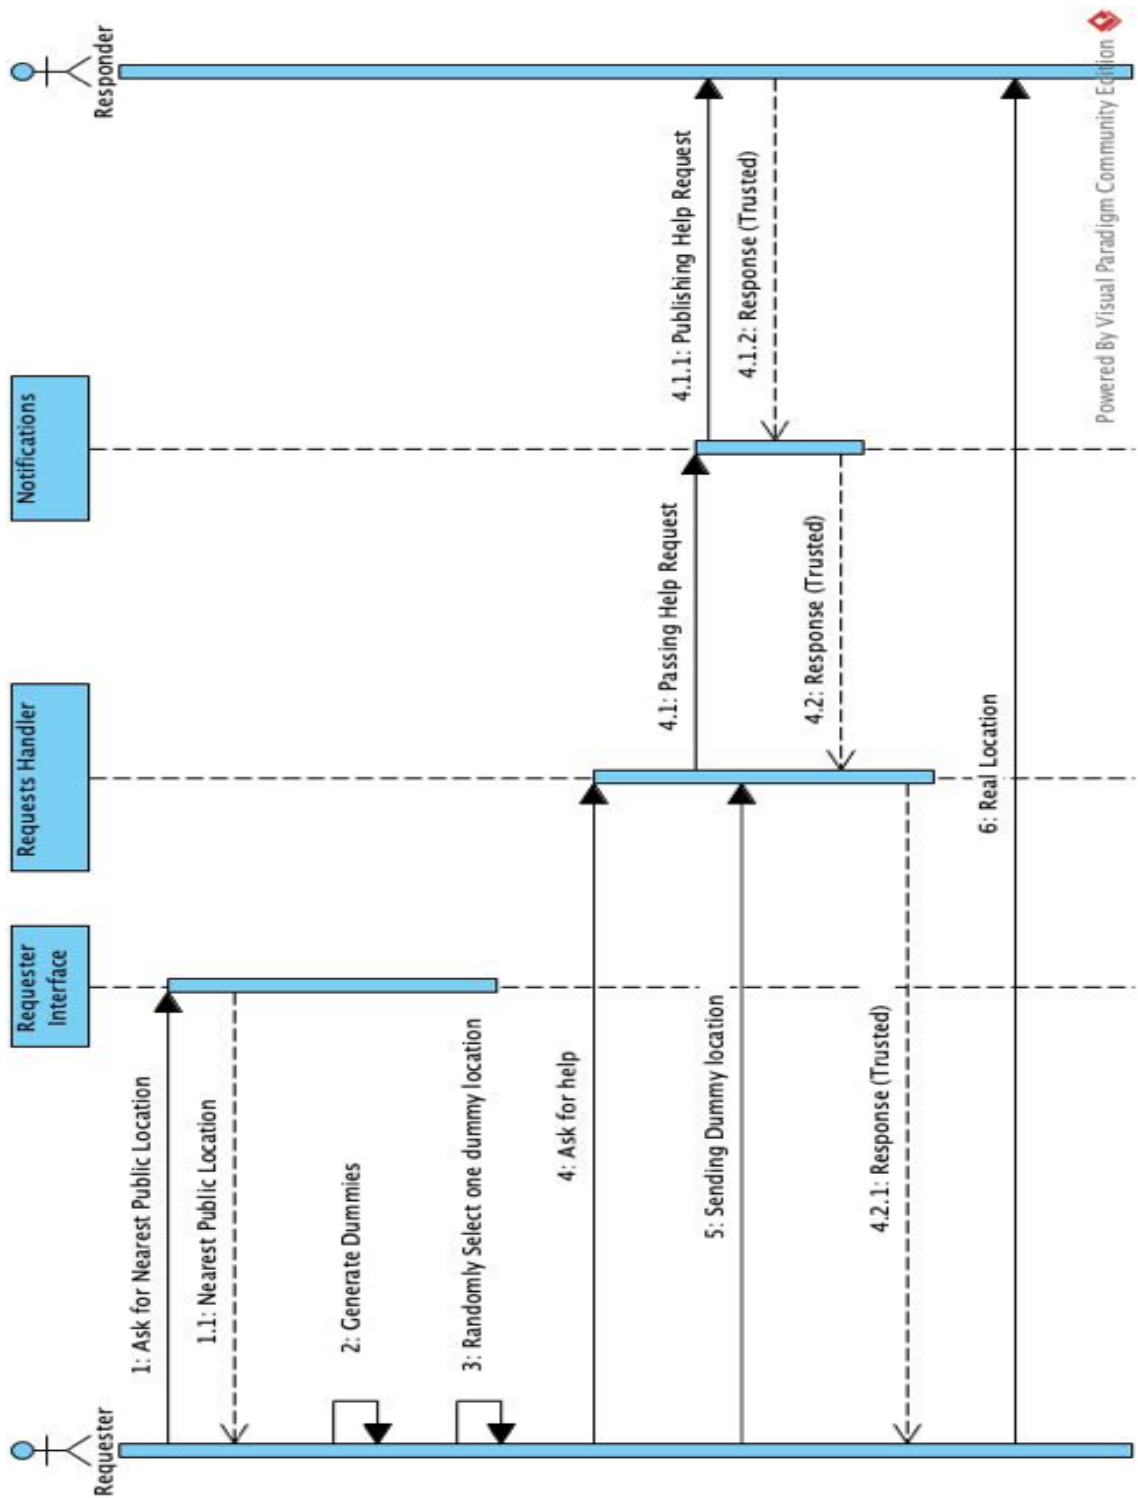 Requester
Requester
Interface
Requests Handler
Notifications
Responder
1: Ask for Nearest Public Location
1.1: Nearest Public Location
2: Generate Dummies
3: Randomly Select one dummy location
4: Ask for help
4.1: Passing Help Request
4.1.1: Publishing Help Request
5: Sending Dummy location
4.1.2: Response (Trusted)
4.2: Response (Trusted)
4.2.1: Response (Trusted)
6: Real Location
Powered By Visual Paradigm Community Edition